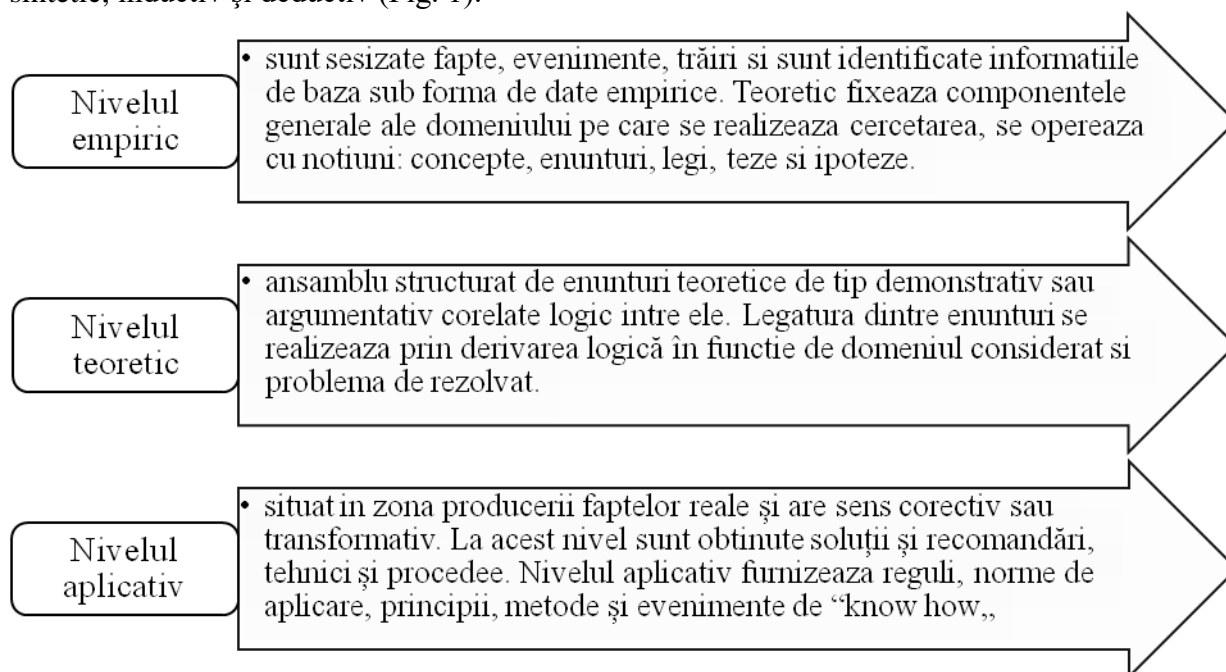 sintetic, inductiv şi deductiv (Fig. 1).
Nivelul
empiric
• sunt sesizate fapte, evenimente, trăiri si sunt identificate informatiile
de baza sub forma de date empirice. Teoretic fixeaza componentele
generale ale domeniului pe care se realizeaza cercetarea, se opereaza
cu notiuni: concepte, enunturi, legi, teze si ipoteze.
Nivelul
teoretic
• ansamblu structurat de enunturi teoretice de tip demonstrativ sau
argumentativ corelate logic intre ele. Legatura dintre enunturi se
realizeaza prin derivarea logică în functie de domeniul considerat si
problema de rezolvat.
Nivelul
aplicativ
• situat in zona producerii faptelor reale și are sens corectiv sau
transformativ. La acest nivel sunt obtinute soluții și recomandări,
tehnici și procedee. Nivelul aplicativ furnizeaza reguli, norme de
aplicare, principii, metode și evenimente de “know how,,